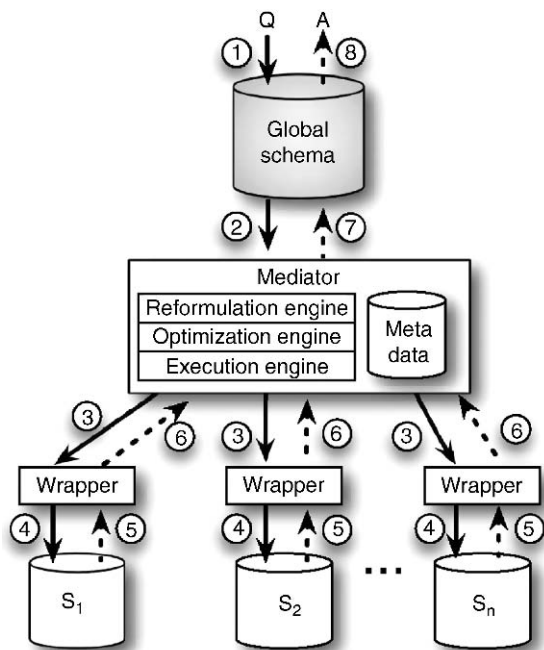 Q A
1 8
Global
schema
2 7
Mediator
Reformulation engine
Optimization engine
Execution engine
Meta
data
3 6 3 6 3 6
Wrapper Wrapper Wrapper
4 5 4 5 4 5
S1 S2 ... Sn